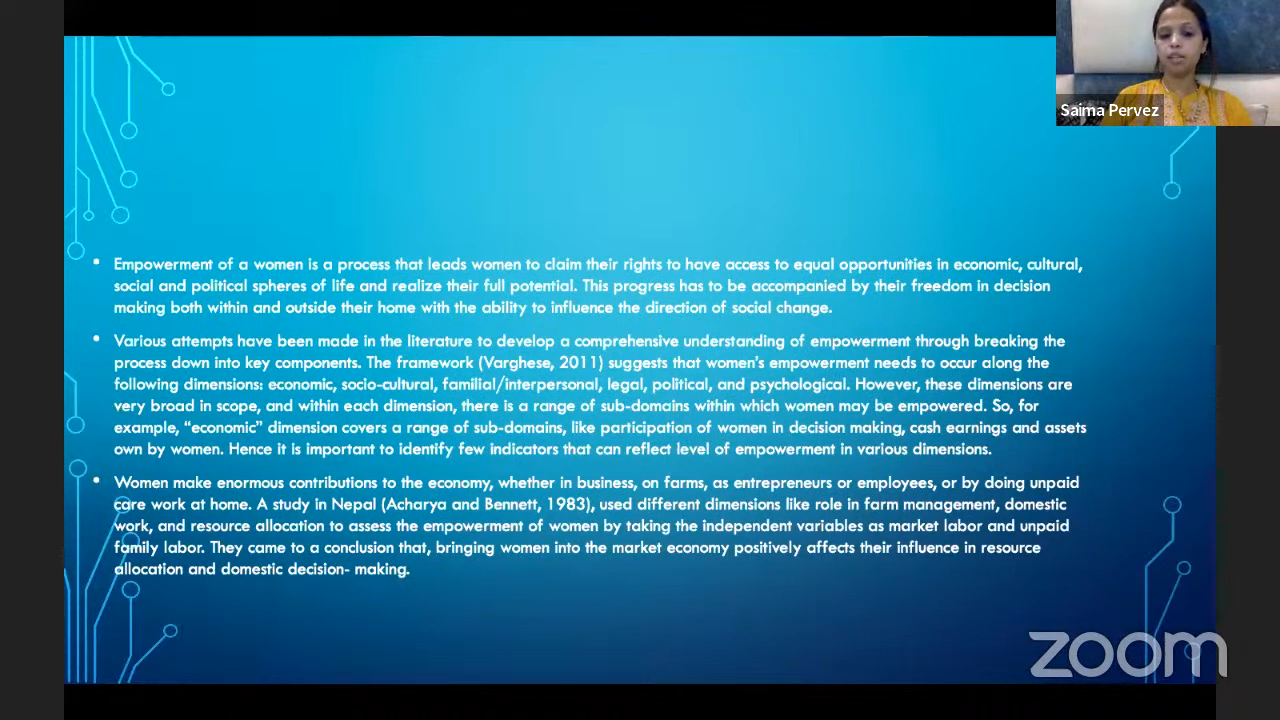 Saima Pervez
• Empowerment of a women is a process that leads women to claim their rights to have access to equal opportunities in economic, cultural,
social and political spheres of life and realize their full potential. This progress has to be accompanied by their freedom in decision
making both within and outside their home with the ability to influence the direction of social change.
• Various attempts have been made in the literature to develop a comprehensive understanding of empowerment through breaking the
process down into key components. The framework (Varghese, 2011) suggests that women's empowerment needs to occur along the
following dimensions: economic, socio-cultural, familial/interpersonal, legal, political, and psychological. However, these dimensions are
very broad in scope, and within each dimension, there is a range of sub-domains within which women may be empowered. So, for
example, “economic” dimension covers a range of sub-domains, like participation of women in decision making, cash earnings and assets
own by women. Hence it is important to identify few indicators that can reflect level of empowerment in various dimensions.
• Women make enormous contributions to the economy, whether in business, on farms, as entrepreneurs or employees, or by doing unpaid
care work at home. A study in Nepal (Acharya and Bennett, 1983), used different dimensions like role in farm management, domestic
work, and resource allocation to assess the empowerment of women by taking the independent variables as market labor and unpaid
family labor. They came to a conclusion that, bringing women into the market economy positively affects their influence in resource
allocation and domestic decision- making.
zoom